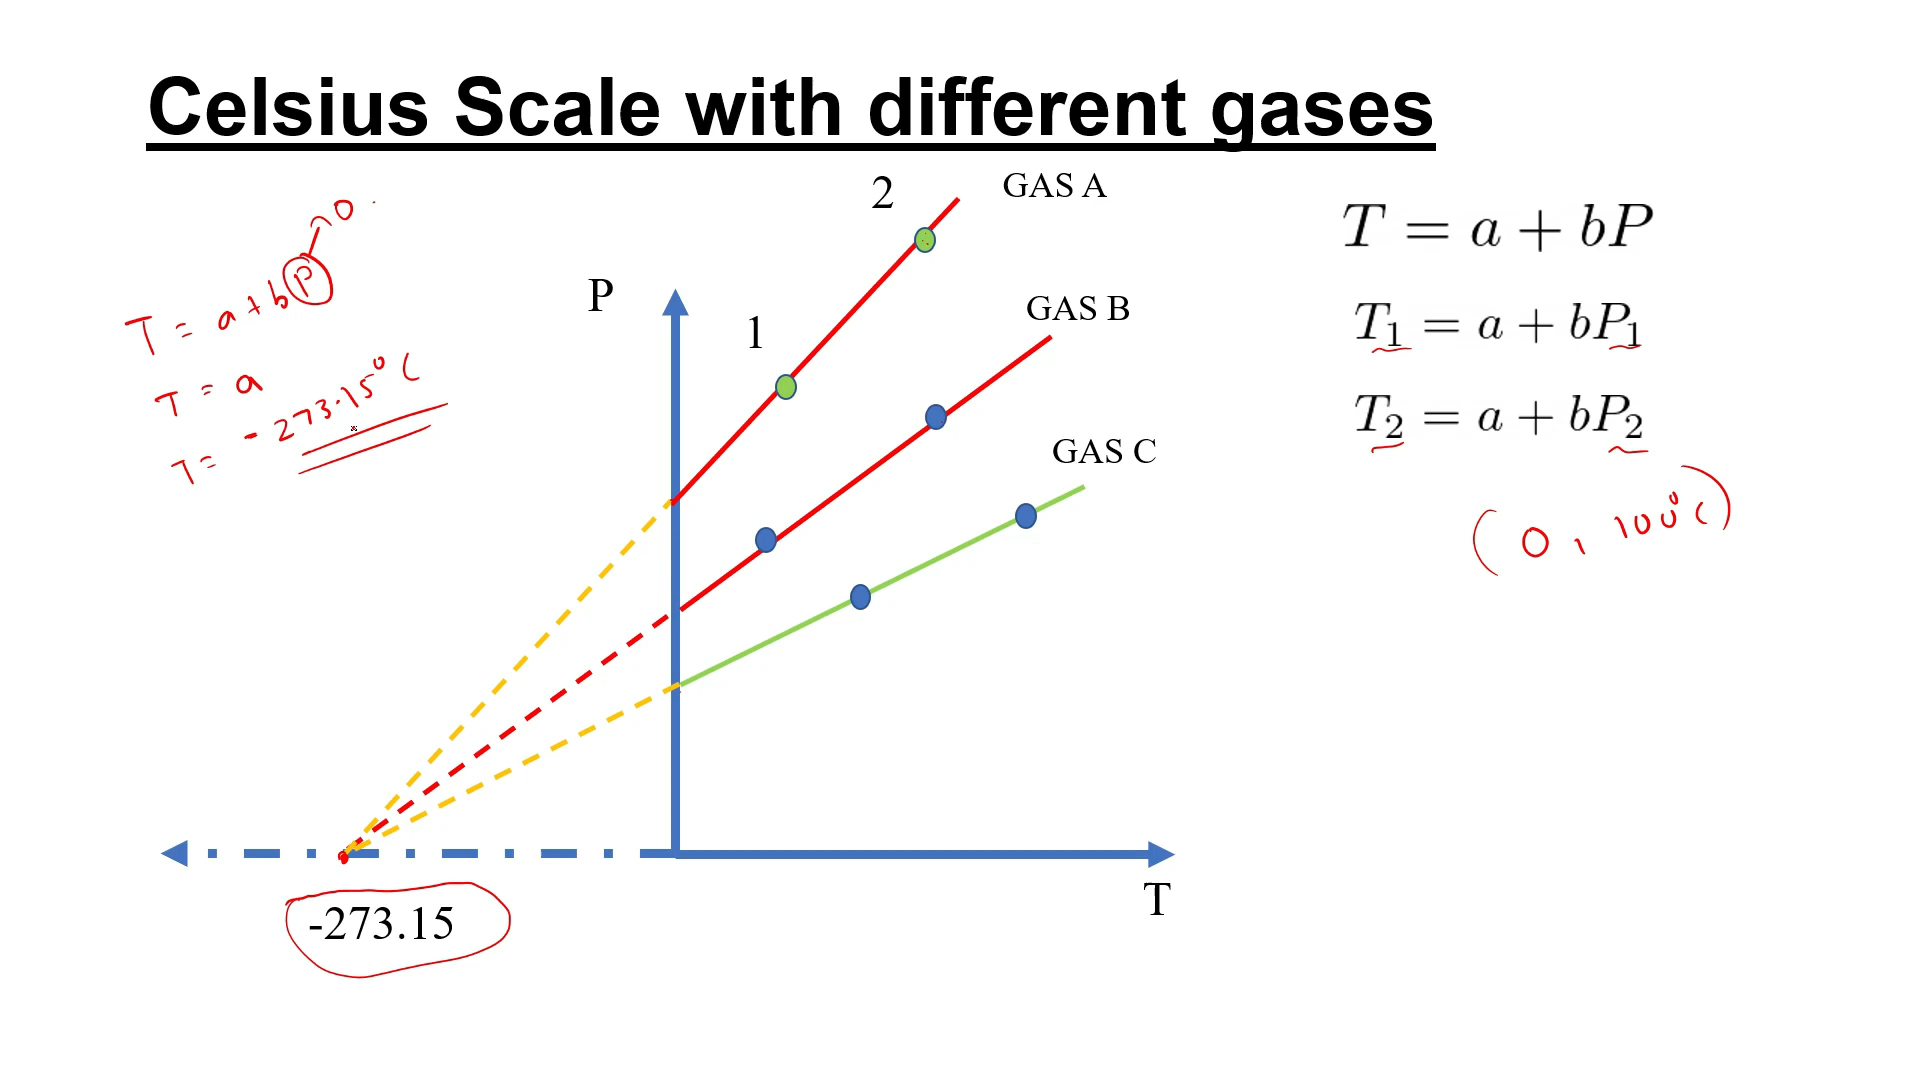 Celsius Scale with different gases
2
GAS A
T = a + bP
0
T = a + bP
P
GAS B
1
T₁ = a + bP₁
T = a
T = - 273.15°C
T₂ = a + bP₂
GAS C
(0, 100°C)
T
-273.15